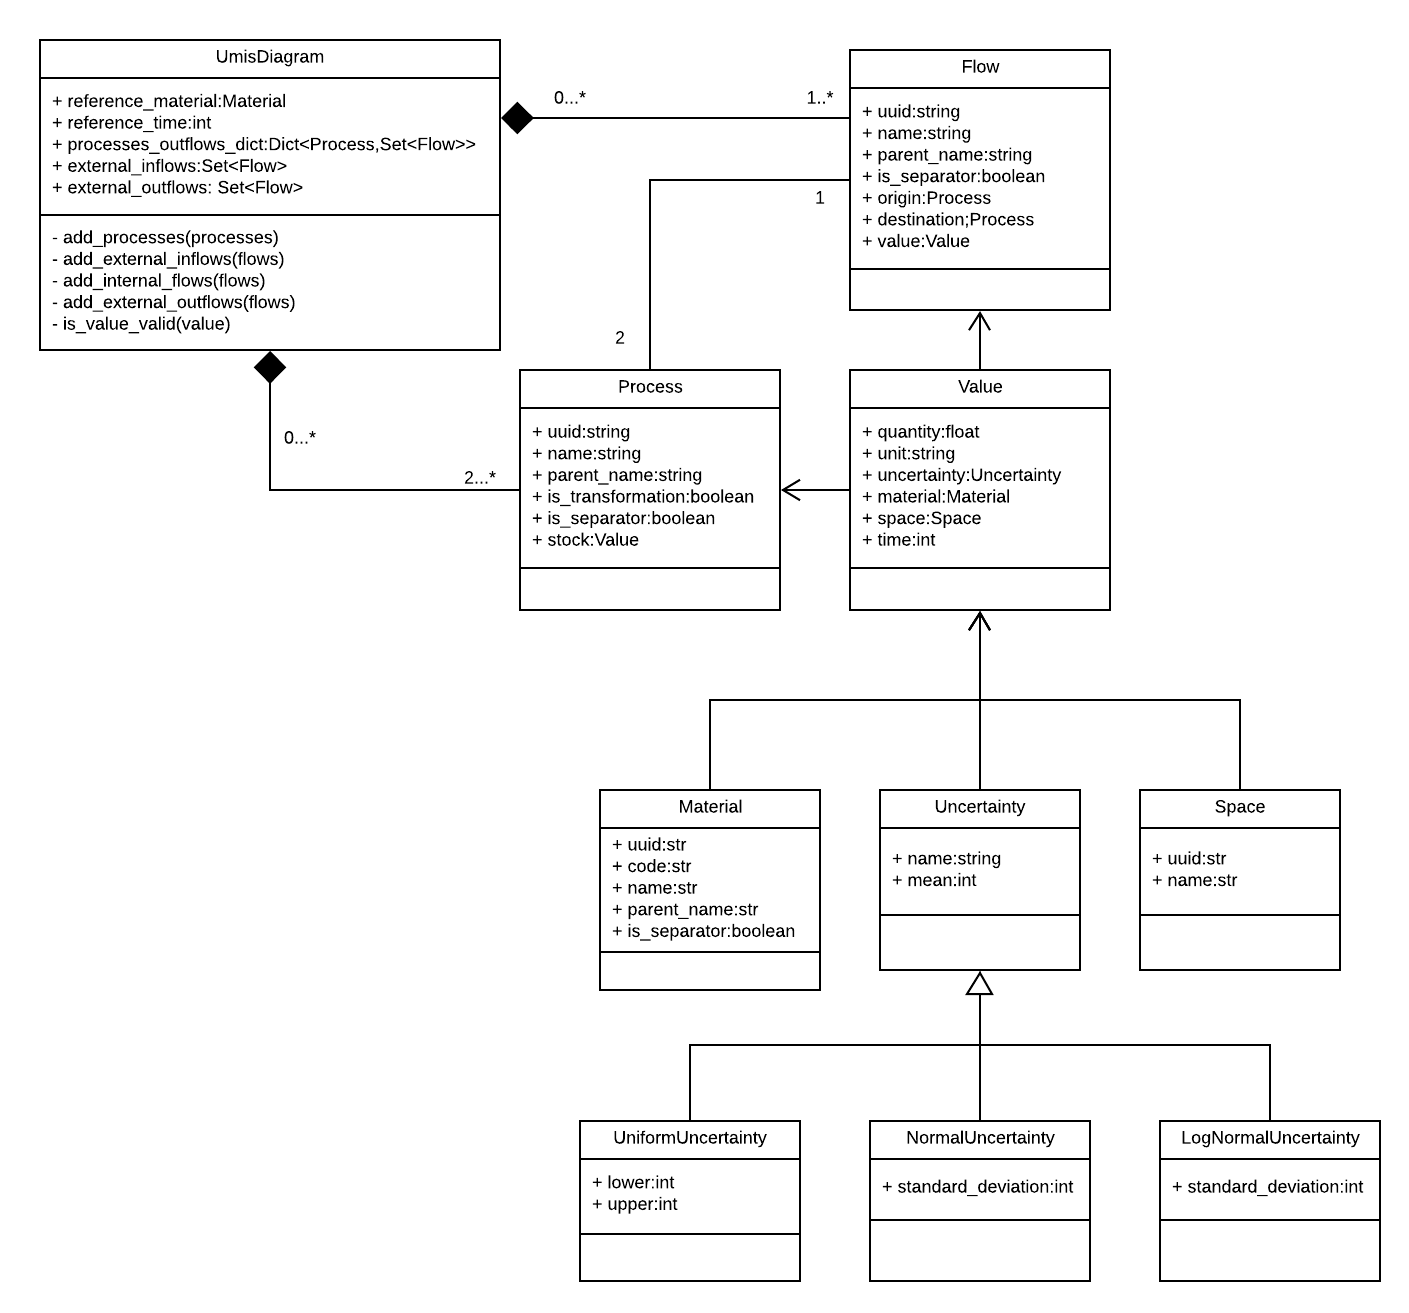 UmisDiagram
+ reference_material:Material
+ reference_time:int
+ processes_outflows_dict:Dict<Process,Set<Flow>>
+ external_inflows:Set<Flow>
+ external_outflows: Set<Flow>
- add_processes(processes)
- add_external_inflows(flows)
- add_internal_flows(flows)
- add_external_outflows(flows)
- is_value_valid(value)
0...*
1..*
Flow
+ uuid:string
+ name:string
+ parent_name:string
+ is_separator:boolean
+ origin:Process
+ destination;Process
+ value:Value
1
2
0...*
2...*
Process
+ uuid:string
+ name:string
+ parent_name:string
+ is_transformation:boolean
+ is_separator:boolean
+ stock:Value
Value
+ quantity:float
+ unit:string
+ uncertainty:Uncertainty
+ material:Material
+ space:Space
+ time:int
Material
+ uuid:str
+ code:str
+ name:str
+ parent_name:str
+ is_separator:boolean
Uncertainty
+ name:string
+ mean:int
Space
+ uuid:str
+ name:str
UniformUncertainty
+ lower:int
+ upper:int
NormalUncertainty
+ standard_deviation:int
LogNormalUncertainty
+ standard_deviation:int